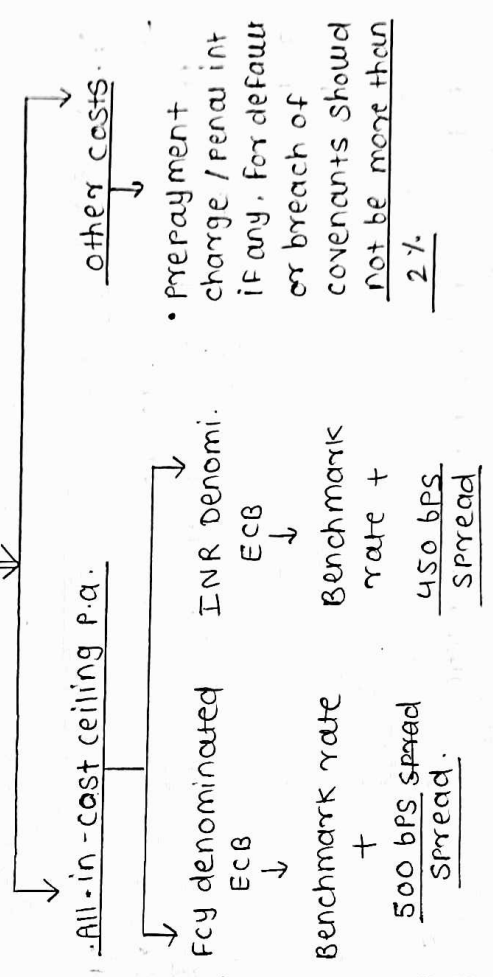 All-in-cost ceiling p.a.
Fcy denominated
ECB
Benchmark rate
+
500 bps spread
spread.
INR Denomi.
ECB
Benchmark
rate +
450 bps
spread
other costs.
• Prepayment
charge / penal int
if any. For default
or breach of
covenants should
not be more than
2%.